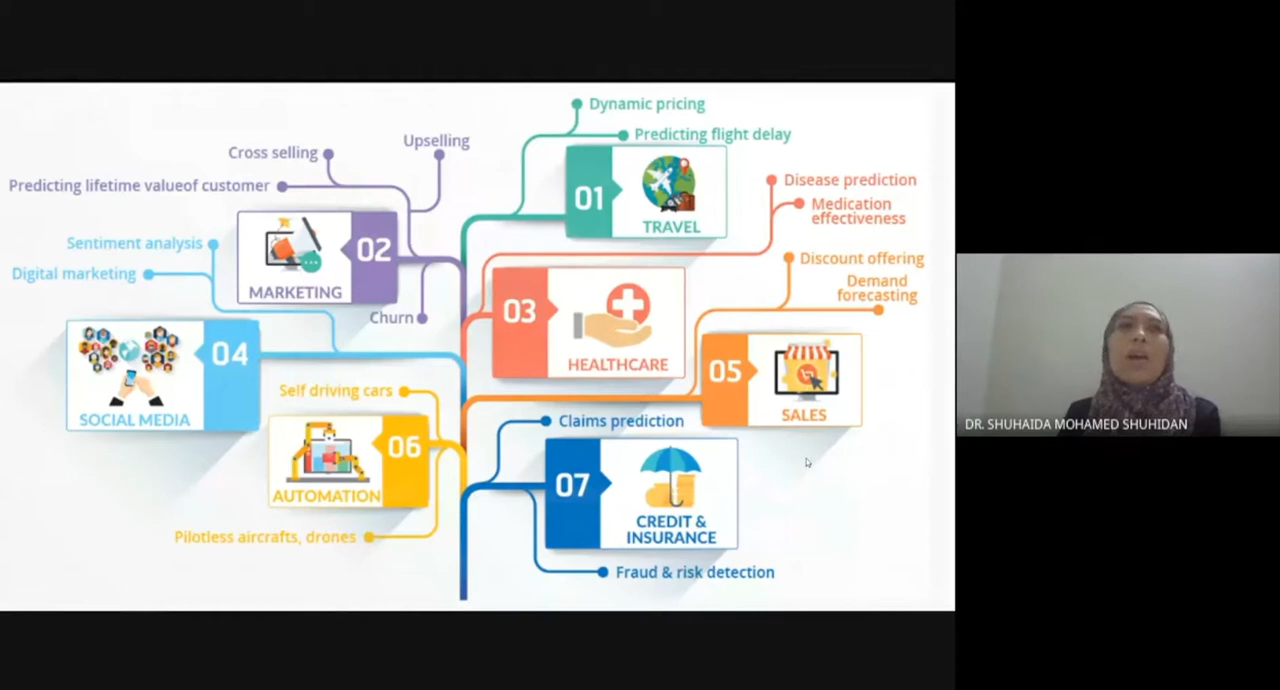 Dynamic pricing
Predicting flight delay
01
TRAVEL
Cross selling
Upselling
Predicting lifetime valueof customer
02
MARKETING
Churn
Disease prediction
Medication
effectiveness
03
HEALTHCARE
Sentiment analysis
Digital marketing
04
SOCIAL MEDIA
Discount offering
Demand
forecasting
05
SALES
Self driving cars
06
AUTOMATION
Pilotless aircrafts, drones
Claims prediction
07
CREDIT &
INSURANCE
Fraud & risk detection
DR. SHUHAIDA MOHAMED SHUHIDAN